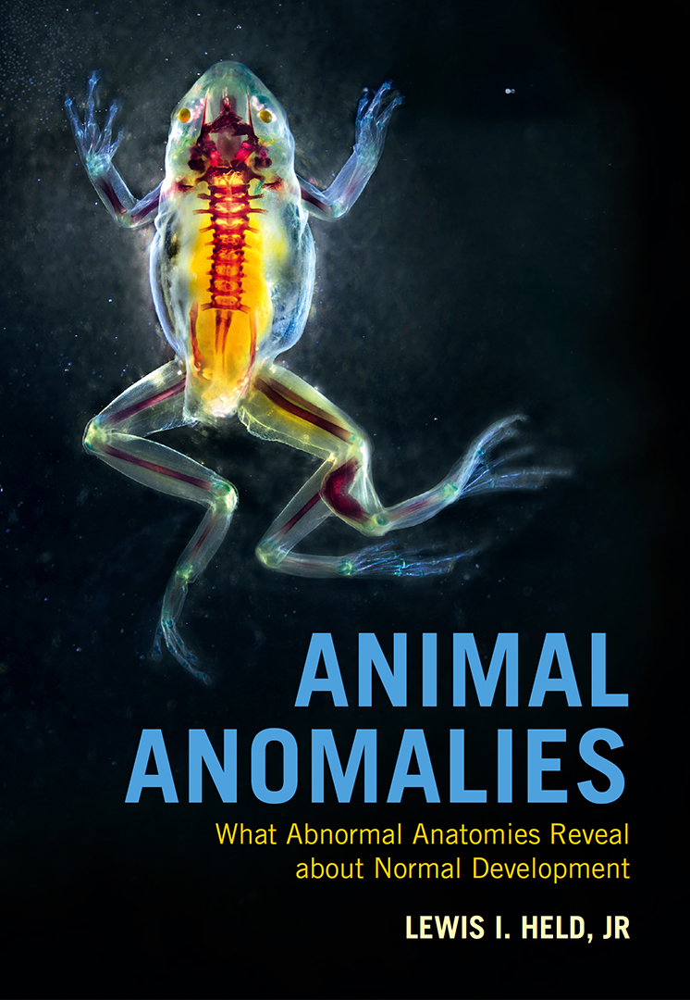 ANIMAL
ANOMALIES
What Abnormal Anatomies Reveal
about Normal Development
LEWIS I. HELD, JR